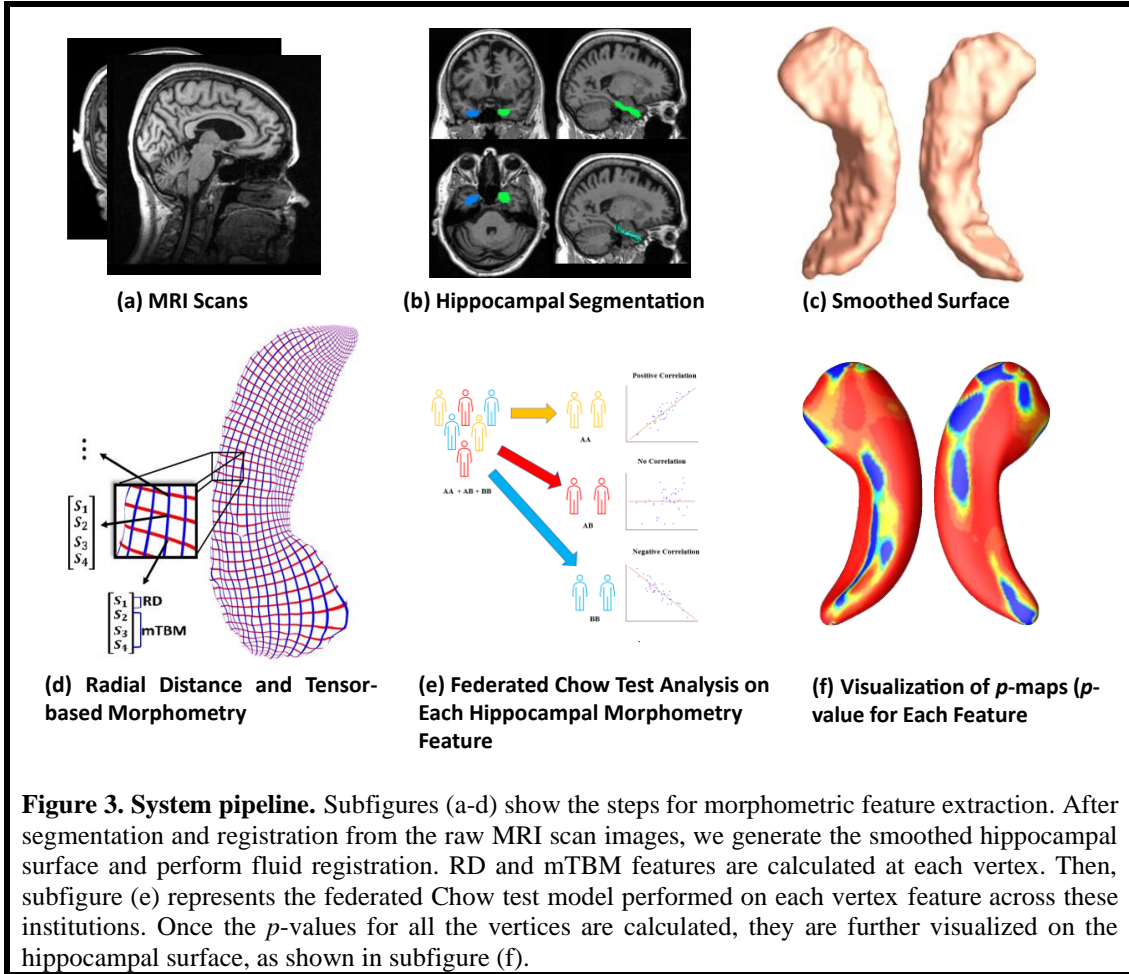 (a) MRI Scans
(b) Hippocampal Segmentation
(c) Smoothed Surface
⋮
[S1
S2
S3
S4]
[S1
S2
S3
S4]
RD
mTBM
(d) Radial Distance and Tensor-
based Morphometry
AA + AB + BB
AA
Positive Correlation
AB
No Correlation
BB
Negative Correlation
.
(e) Federated Chow Test Analysis on
Each Hippocampal Morphometry
Feature
(f) Visualization of p-maps (p-
value for Each Feature
Figure 3. System pipeline. Subfigures (a-d) show the steps for morphometric feature extraction. After
segmentation and registration from the raw MRI scan images, we generate the smoothed hippocampal
surface and perform fluid registration. RD and mTBM features are calculated at each vertex. Then,
subfigure (e) represents the federated Chow test model performed on each vertex feature across these
institutions. Once the p-values for all the vertices are calculated, they are further visualized on the
hippocampal surface, as shown in subfigure (f).